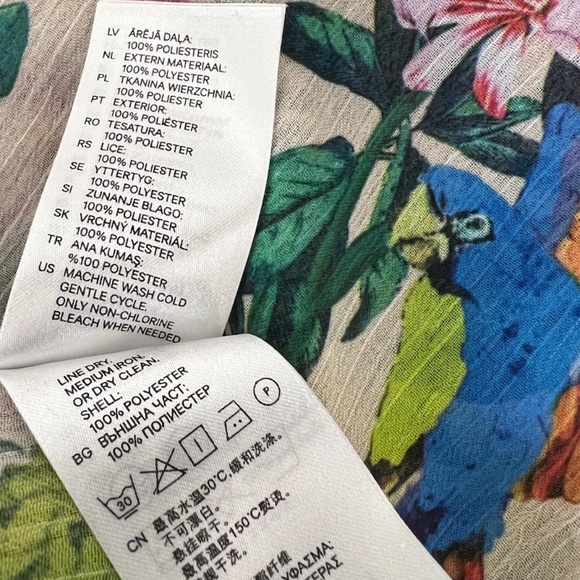 LV ĀRĒJĀ DAĻA:
100% POLIESTERIS
NL EXTERN MATERIAAL:
100% POLYESTER
PL TKANINA WIERZCHNIA:
100% POLIESTER
PT EXTERIOR:
100% POLIÉSTER
RO ȚESATURA:
100% POLIESTER
RS LICE:
100% POLIESTER
SE YTTERTYG:
100% POLYESTER
SI ZUNANJE BLAGO:
100% POLIESTER
SK VRCHNÝ MATERIÁL:
100% POLYESTER
TR ANA KUMAŞ:
%100 POLYESTER
US MACHINE WASH COLD
GENTLE CYCLE.
ONLY NON-CHLORINE
BLEACH WHEN NEEDED
LINE DRY.
MEDIUM IRON.
OR DRY CLEAN.
SHELL:
100% POLYESTER
BG ВЪНШНА ЧАСТ:
100% ПОЛИЕСТЕР
30 P
CN 最高水温30℃,缓和洗涤.
不可漂白.
悬挂晾干.
最高温度150℃熨烫.
干洗.
ΥΦΑΣΜΑ: